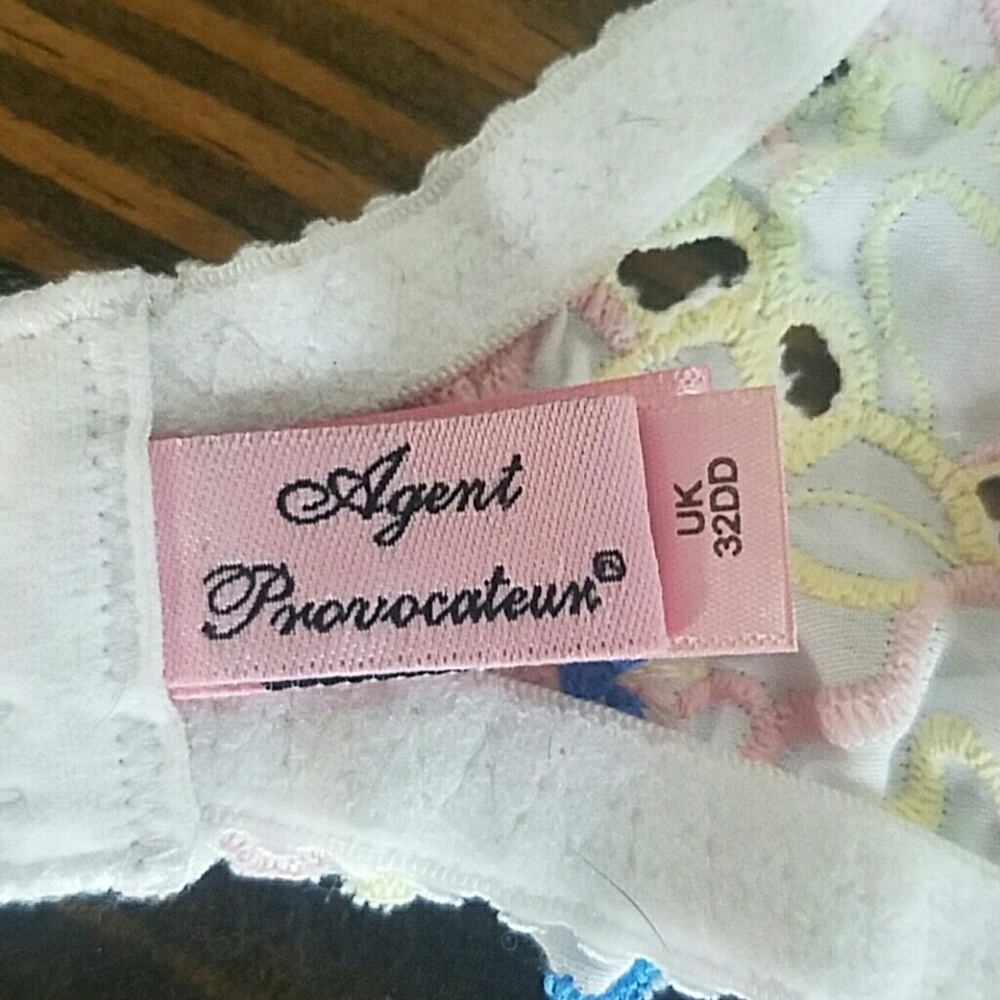 Agent
Provocateur®
UK
32DD